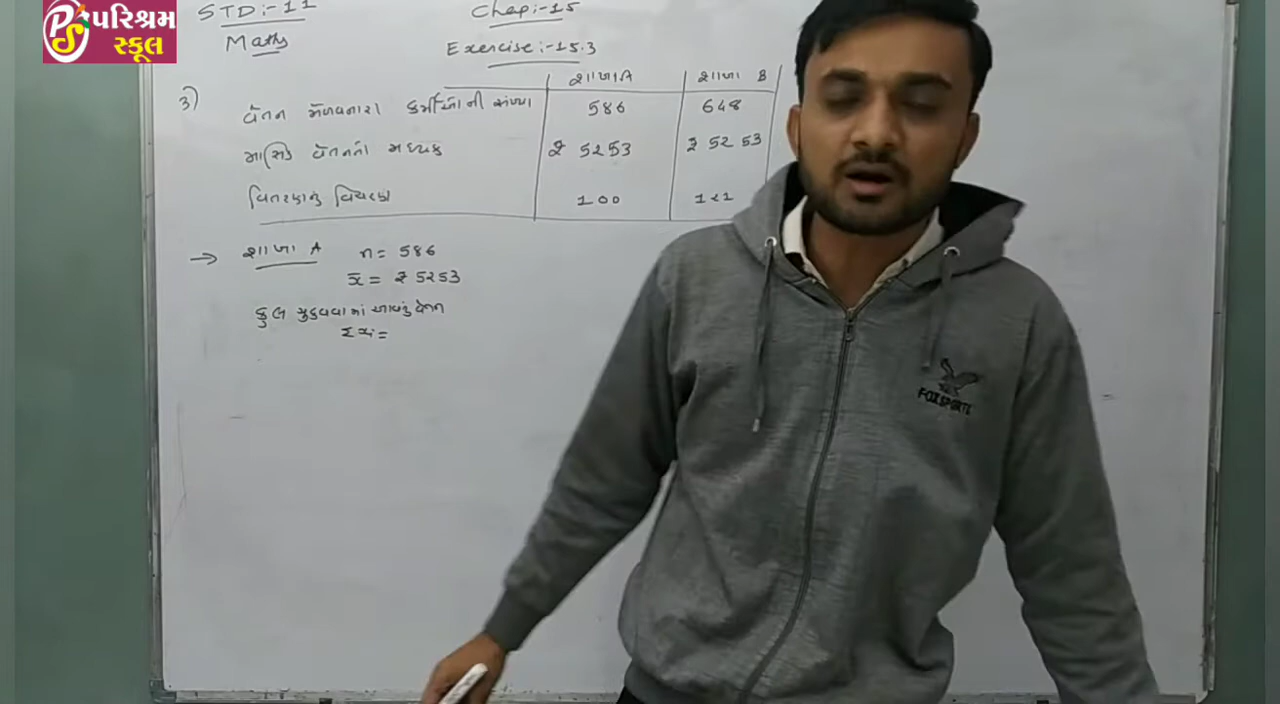 પરિશ્રમ
સ્કૂલ
STD:-11
Maths
Chap:-15
Exercise:-15.3
શાખા A શાખા B
3) વેતન મેળવનારા કર્મીઓની સંખ્યા 586 648
માસિક વેતનનો મધ્યક ₹ 5253 ₹ 5253
વિતરણનું વિચરણ 100 121
→ શાખા A n = 586
x̄ = ₹ 5253
કુલ ચુકવવામાં આવતું વેતન
Σxi =
FOXSPORTS